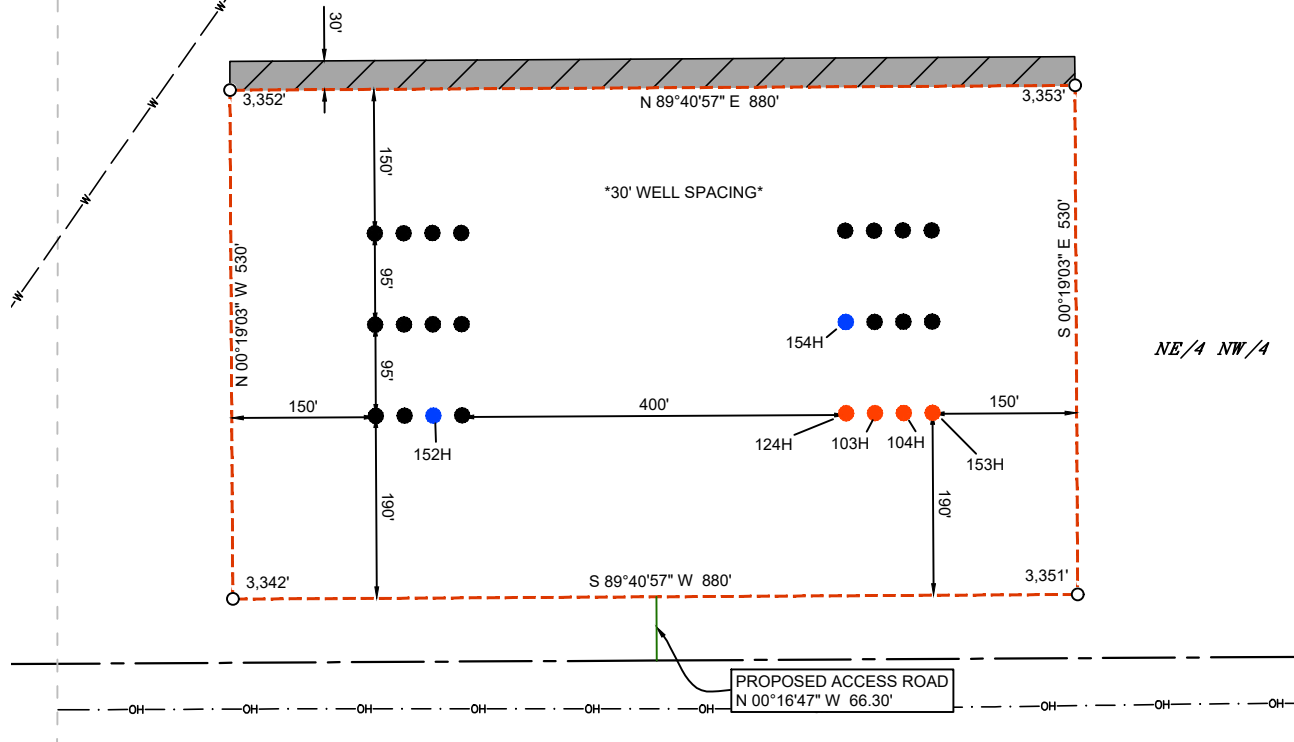 W
30'
3,352'
N 89°40'57" E 880'
3,353'
W
150'
*30' WELL SPACING*
W
N 00°19'03" W 530'
S 00°19'03" E 530'
95'
W
154H
NE/4 NW/4
95'
150'
400'
150'
124H
103H
104H
152H
153H
190'
190'
3,342'
S 89°40'57" W 880'
3,351'
PROPOSED ACCESS ROAD
N 00°16'47" W 66.30'
OH
OH
OH
OH
OH
OH
OH
OH
OH